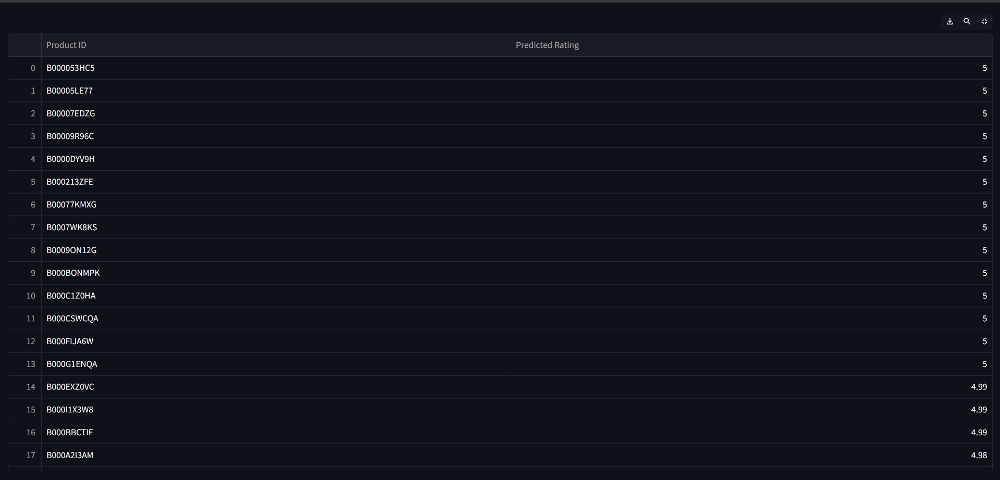 Product ID Predicted Rating
0 B000053HC5 5
1 B00005LE77 5
2 B00007EDZG 5
3 B00009R96C 5
4 B0000DYV9H 5
5 B000213ZFE 5
6 B00077KMXG 5
7 B0007WK8KS 5
8 B0009ON12G 5
9 B000BONMPK 5
10 B000C1Z0HA 5
11 B000CSWCQA 5
12 B000FIJA6W 5
13 B000G1ENQA 5
14 B000EXZ0VC 4.99
15 B000I1X3W8 4.99
16 B000BBCTIE 4.99
17 B000A2I3AM 4.98